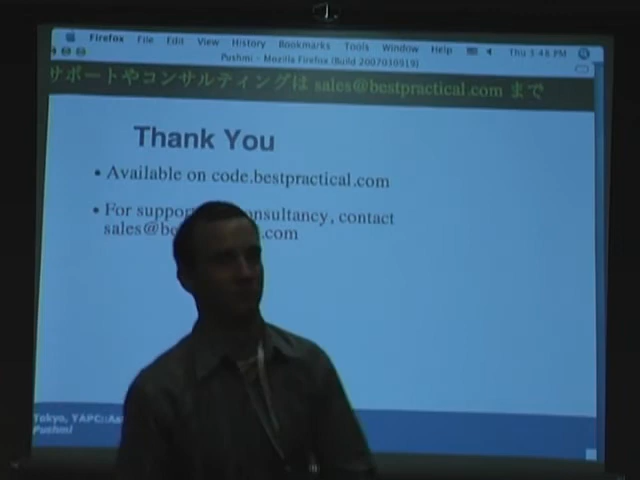 Firefox File Edit View History Bookmarks Tools Window Help Thu 5:48 PM
Pushmi - Mozilla Firefox (Build 2007030919)
サポートやコンサルティングは sales@bestpractical.com まで
Thank You
• Available on code.bestpractical.com
• For suppor nsultancy, contact
sales@be .com
Tokyo, YAPC::As
Pushmi